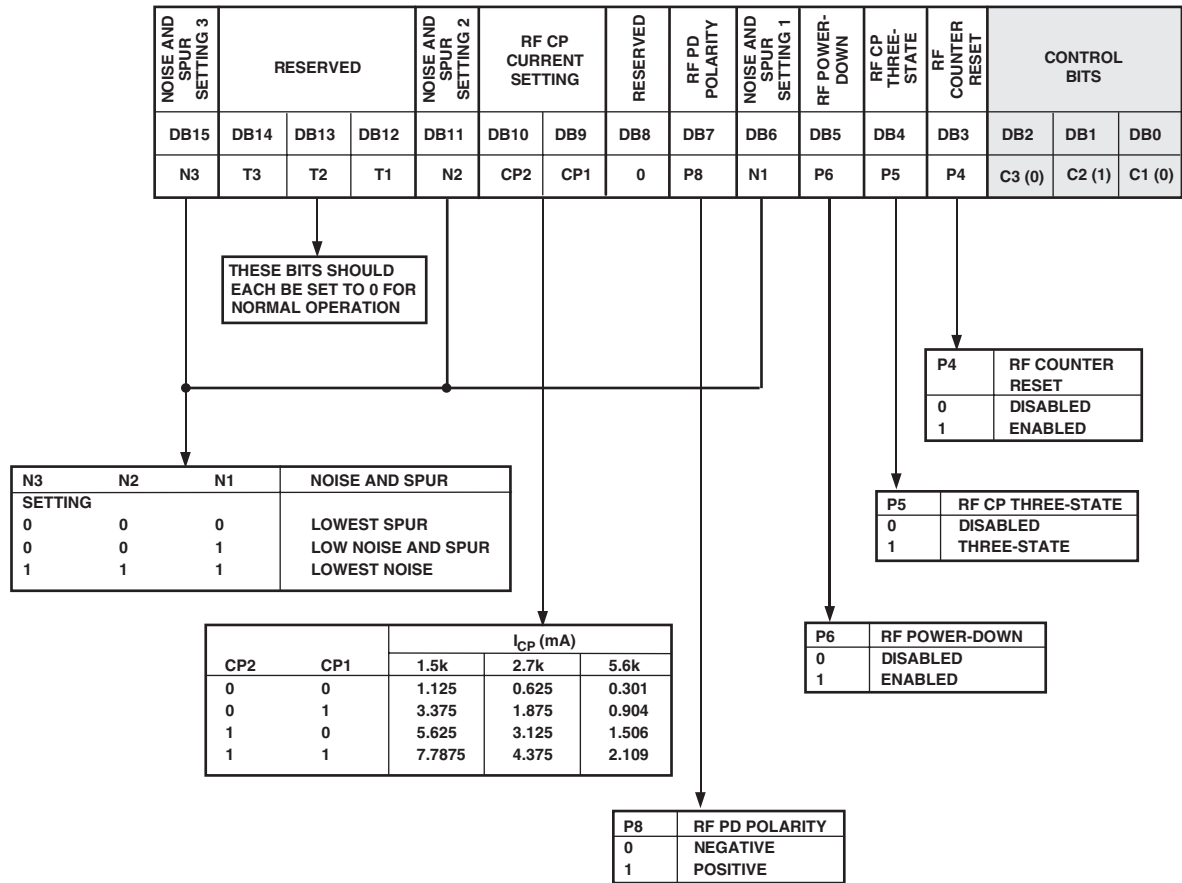 NOISE AND SPUR SETTING 3
RESERVED
NOISE AND SPUR SETTING 2
RF CP CURRENT SETTING
RESERVED
RF PD POLARITY
NOISE AND SPUR SETTING 1
RF POWER-DOWN
RF CP THREE-STATE
RF COUNTER RESET
CONTROL BITS
DB15 DB14 DB13 DB12 DB11 DB10 DB9 DB8 DB7 DB6 DB5 DB4 DB3 DB2 DB1 DB0
N3 T3 T2 T1 N2 CP2 CP1 0 P8 N1 P6 P5 P4 C3 (0) C2 (1) C1 (0)
THESE BITS SHOULD
EACH BE SET TO 0 FOR
NORMAL OPERATION
P4 RF COUNTER
RESET
0 DISABLED
1 ENABLED
N3 N2 N1 NOISE AND SPUR
SETTING
0 0 0 LOWEST SPUR
0 0 1 LOW NOISE AND SPUR
1 1 1 LOWEST NOISE
P5 RF CP THREE-STATE
0 DISABLED
1 THREE-STATE
ICP (mA)
CP2 CP1 1.5k 2.7k 5.6k
0 0 1.125 0.625 0.301
0 1 3.375 1.875 0.904
1 0 5.625 3.125 1.506
1 1 7.7875 4.375 2.109
P6 RF POWER-DOWN
0 DISABLED
1 ENABLED
P8 RF PD POLARITY
0 NEGATIVE
1 POSITIVE